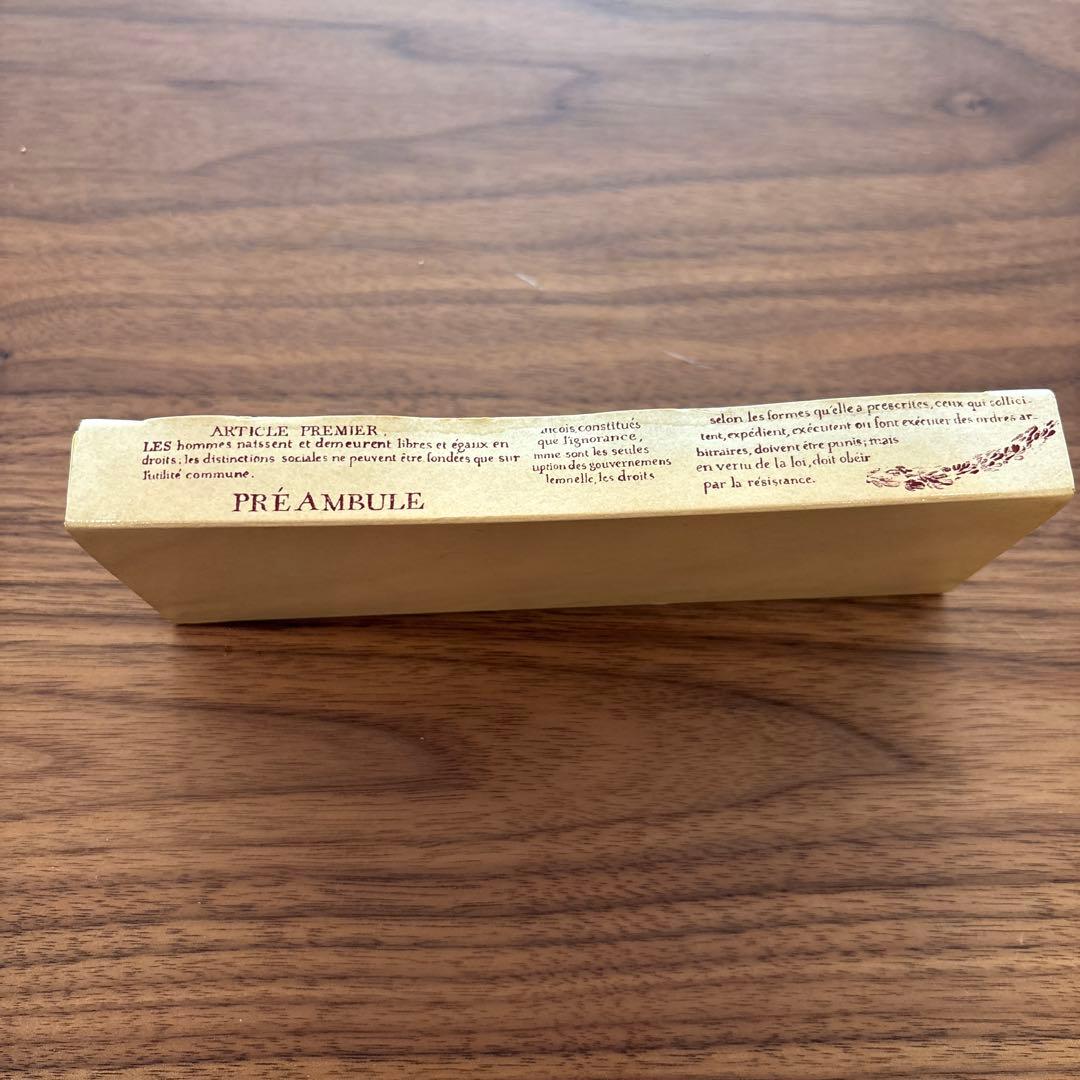 ARTICLE PREMIER.
LES hommes naissent et demeurent libres et égaux en
droits; les distinctions sociales ne peuvent être fondées que sur
l'utilité commune.
PRÉAMBULE
constitués
que l'ignorance,
mme sont les seules
uption des gouvernemens
lemnelle, les droits
selon les formes qu'elle a prescrites, ceux qui sollici-
tent, expédient, exécutent ou font exécuter des ordres ar-
bitraires, doivent être punis; mais
en vertu de la loi, doit obéir
par la résistance.